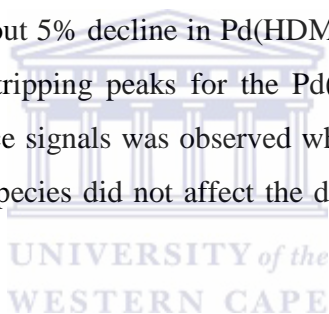 out 5% decline in Pd(HDM
tripping peaks for the Pd(
ce signals was observed wh
pecies did not affect the d
UNIVERSITY of the
WESTERN CAPE